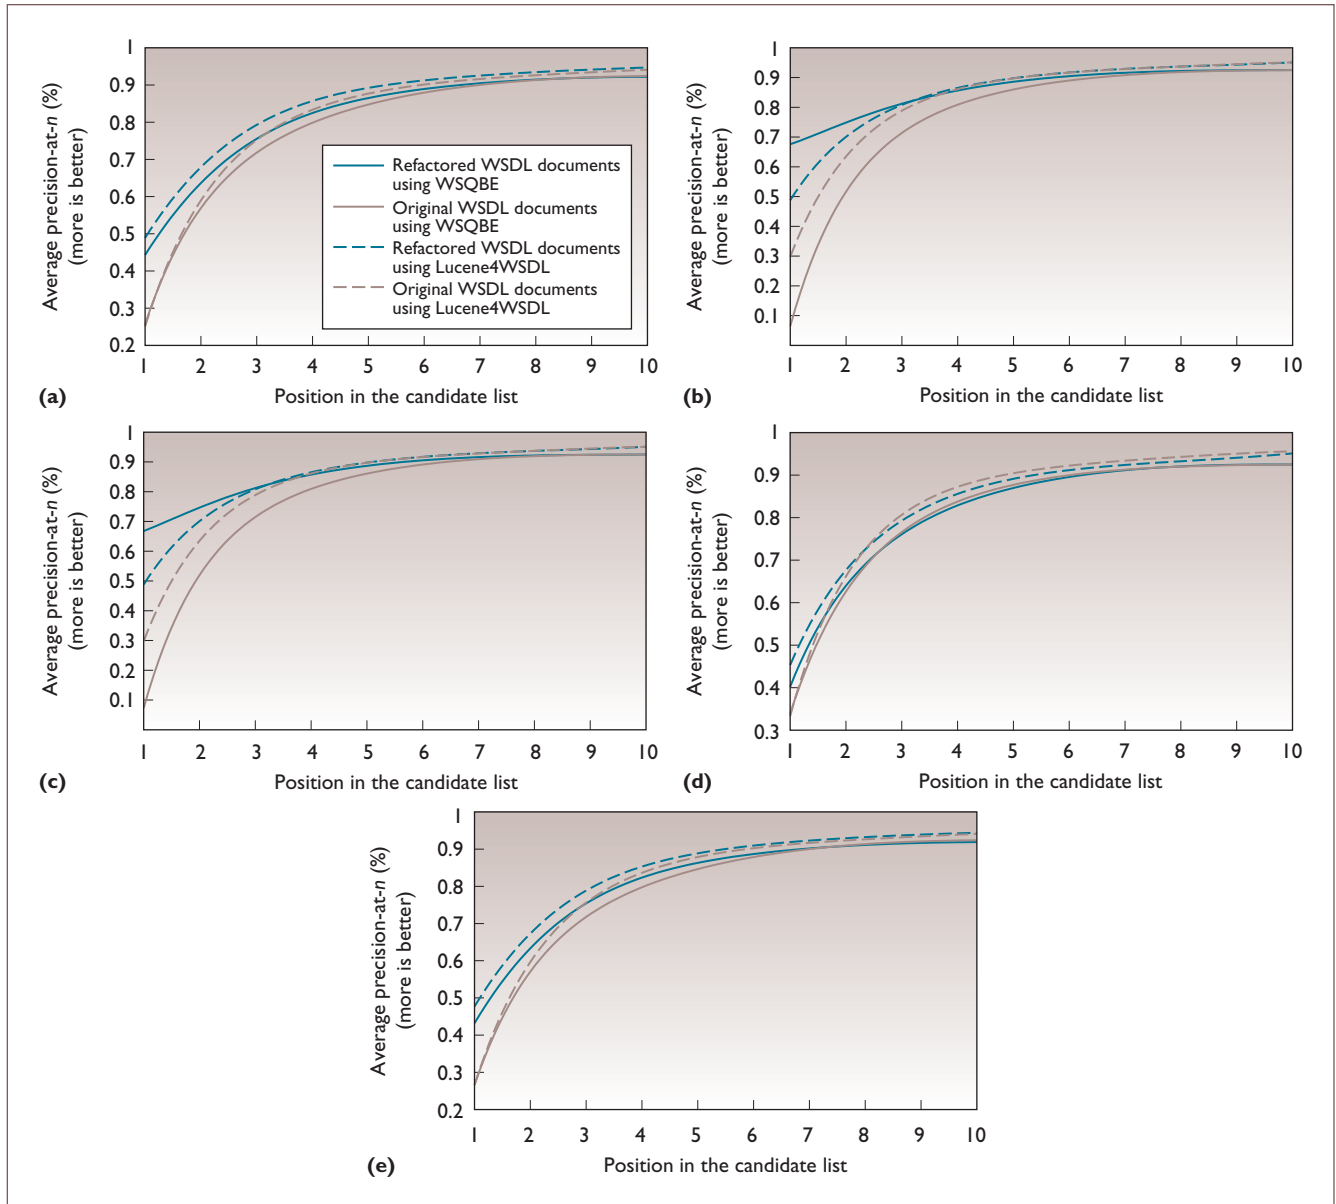 1
0.9
0.8
0.7
0.6
0.5
0.4
0.3
0.2
Average precision-at-n (%)
(more is better)
Refactored WSDL documents
using WSQBE
Original WSDL documents
using WSQBE
Refactored WSDL documents
using Lucene4WSDL
Original WSDL documents
using Lucene4WSDL
1 2 3 4 5 6 7 8 9 10
Position in the candidate list
(a)
1
0.9
0.8
0.7
0.6
0.5
0.4
0.3
0.2
0.1
Average precision-at-n (%)
(more is better)
1 2 3 4 5 6 7 8 9 10
Position in the candidate list
(b)
1
0.9
0.8
0.7
0.6
0.5
0.4
0.3
0.2
0.1
Average precision-at-n (%)
(more is better)
1 2 3 4 5 6 7 8 9 10
Position in the candidate list
(c)
1
0.9
0.8
0.7
0.6
0.5
0.4
0.3
Average precision-at-n (%)
(more is better)
1 2 3 4 5 6 7 8 9 10
Position in the candidate list
(d)
1
0.9
0.8
0.7
0.6
0.5
0.4
0.3
0.2
Average precision-at-n (%)
(more is better)
1 2 3 4 5 6 7 8 9 10
Position in the candidate list
(e)